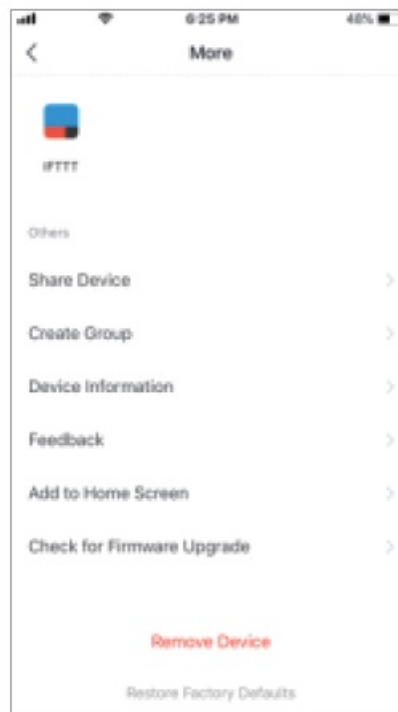 6:25 PM
48%
More
IFTTT
Others
Share Device
Create Group
Device Information
Feedback
Add to Home Screen
Check for Firmware Upgrade
Remove Device
Restore Factory Defaults